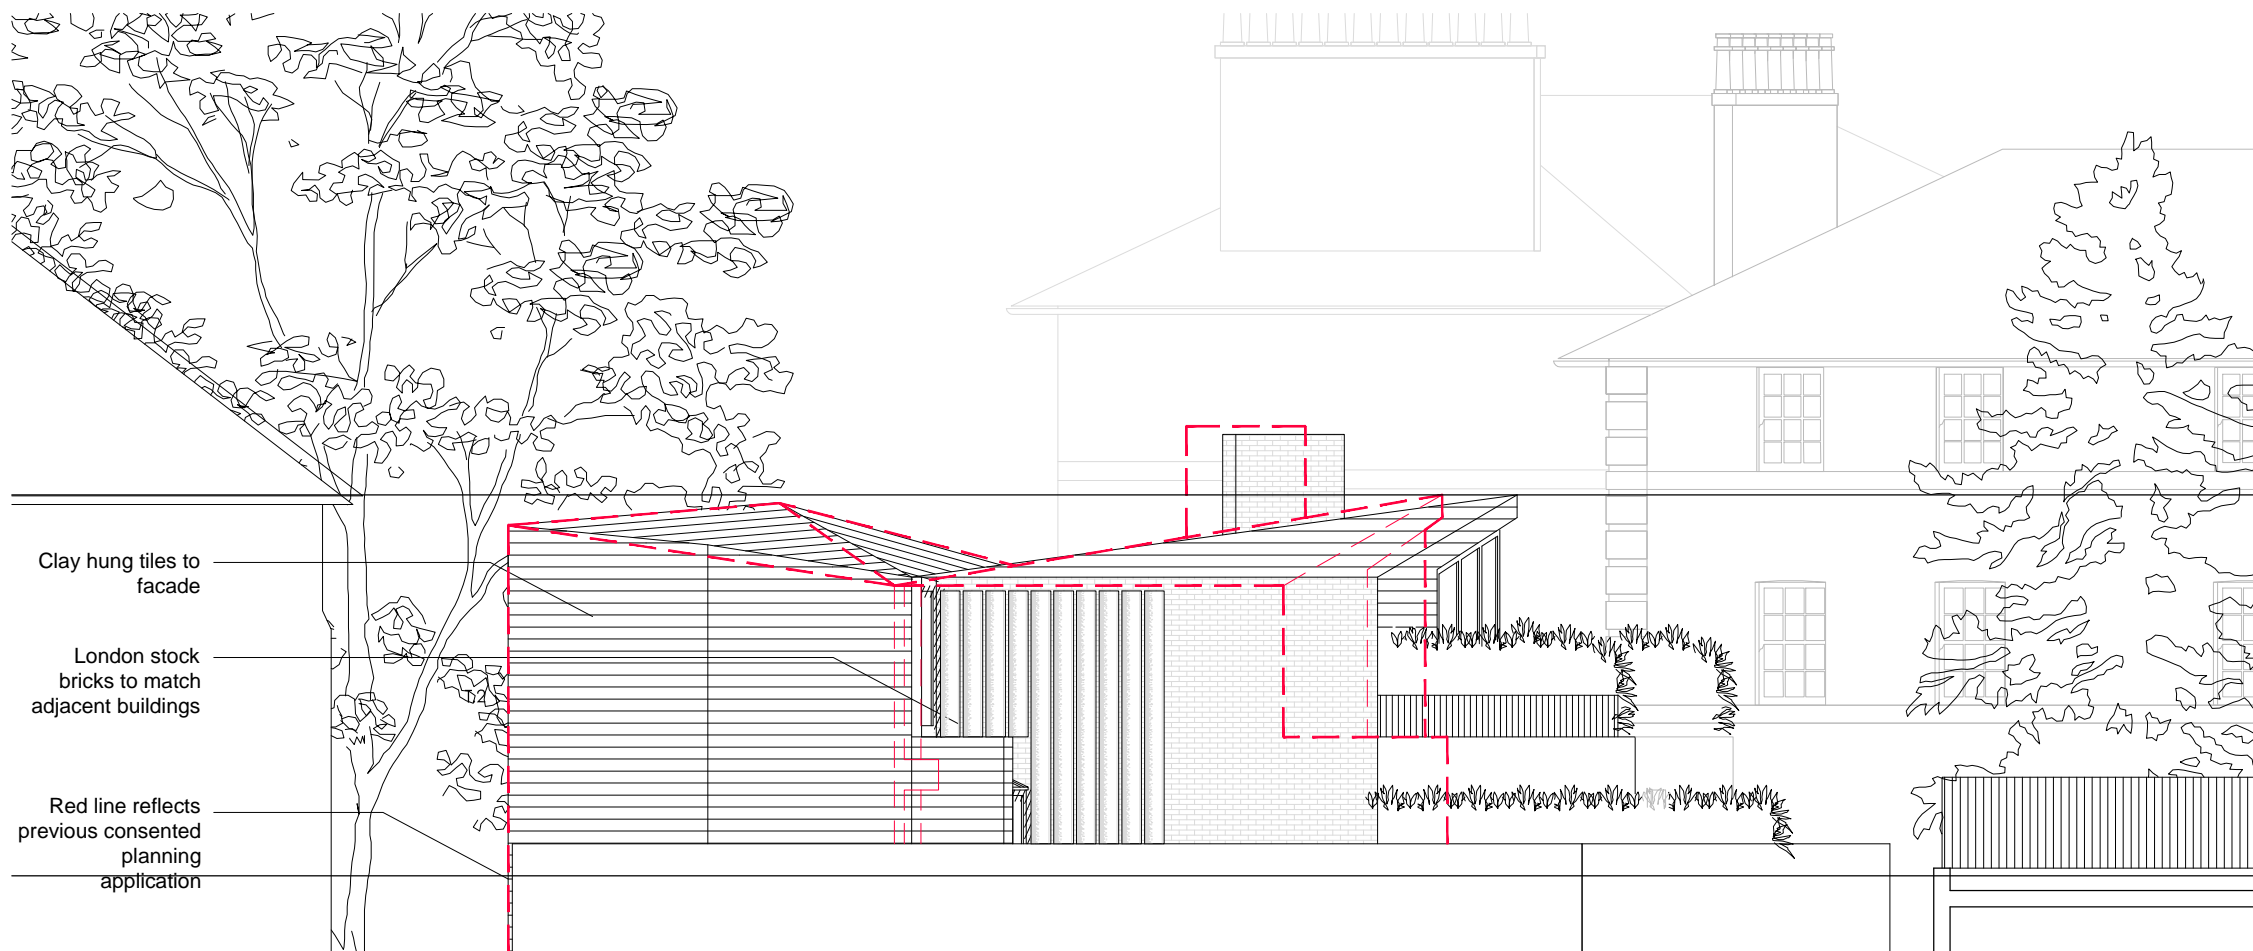 Clay hung tiles to
facade
London stock
bricks to match
adjacent buildings
Red line reflects
previous consented
planning
application